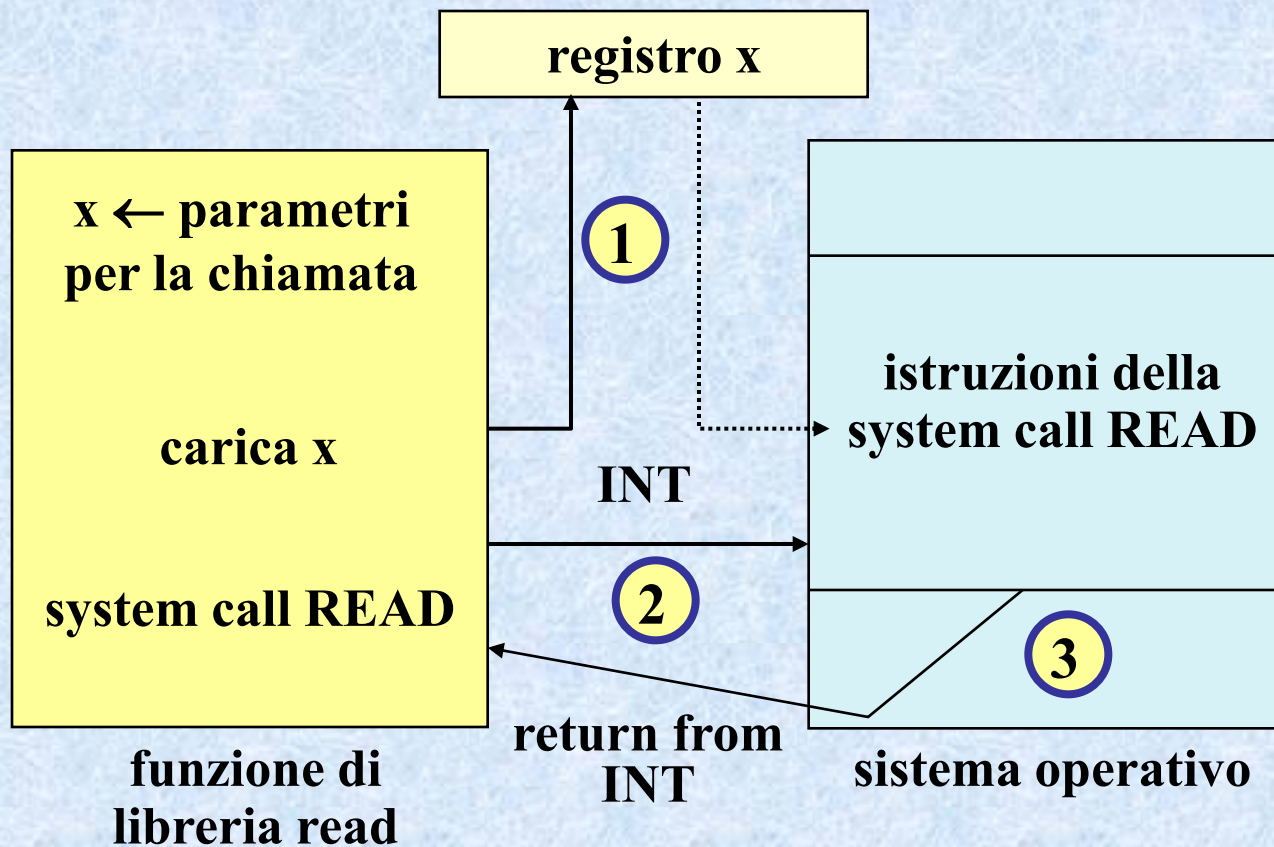 registro x
x ← parametri
per la chiamata
1
carica x
istruzioni della
system call READ
INT
system call READ
2
3
return from
INT
funzione di
libreria read
sistema operativo